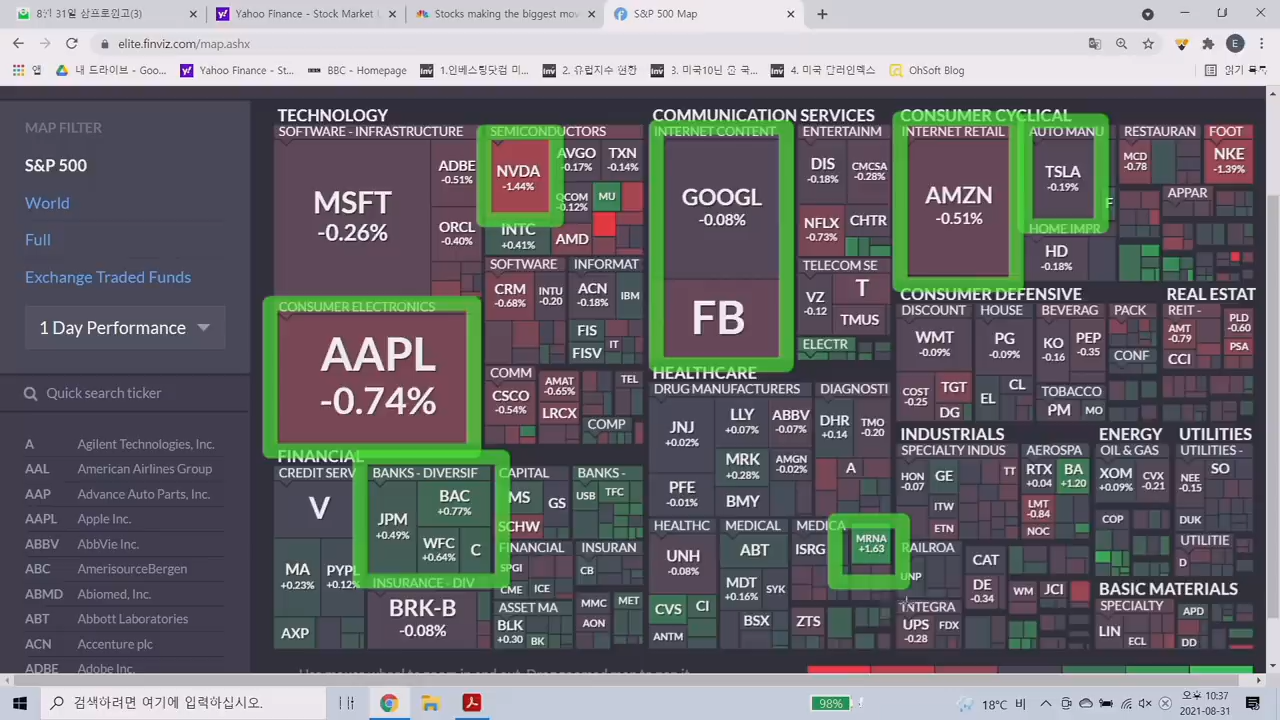 8월 31일 삼프로원고(3)
Yahoo Finance - Stock Market L
Stocks making the biggest mov
S&P 500 Map
elite.finviz.com/map.ashx
앱
내 드라이브 - Goo...
Yahoo Finance - St...
BBC - Homepage
1.인베스팅닷컴 미...
2. 유럽지수 현황
3. 미국10년 준 국...
4. 미국 단러인덱스
OhSoft Blog
읽기 목록
MAP FILTER
S&P 500
World
Full
Exchange Traded Funds
1 Day Performance
Quick search ticker
A Agilent Technologies, Inc.
AAL American Airlines Group
AAP Advance Auto Parts, Inc.
AAPL Apple Inc.
ABBV AbbVie Inc.
ABC AmerisourceBergen
ABMD Abiomed, Inc.
ABT Abbott Laboratories
ACN Accenture plc
ADBE Adobe Inc.
TECHNOLOGY
SOFTWARE - INFRASTRUCTURE
MSFT
-0.26%
ADBE
-0.51%
ORCL
-0.40%
SEMICONDUCTORS
NVDA
-1.44%
AVGO
-0.17%
TXN
-0.14%
QCOM
-0.12%
MU
INTC
+0.41%
AMD
SOFTWARE
CRM
-0.68%
INTU
-0.20
INFORMAT
ACN
-0.18%
IBM
FIS
IT
FISV
CONSUMER ELECTRONICS
AAPL
-0.74%
COMM
CSCO
-0.54%
AMAT
-0.65%
LRCX
TEL
COMP
COMMUNICATION SERVICES
INTERNET CONTENT
GOOGL
-0.08%
FB
ENTERTAINM
DIS
-0.18%
CMCSA
-0.28%
NFLX
-0.73%
CHTR
TELECOM SE
VZ
-0.12
T
TMUS
ELECTR
CONSUMER CYCLICAL
INTERNET RETAIL
AMZN
-0.51%
AUTO MANU
TSLA
-0.19%
F
HOME IMPR
HD
-0.18%
RESTAURAN
MCD
-0.78
FOOT
NKE
-1.39%
APPAR
CONSUMER DEFENSIVE
DISCOUNT
WMT
-0.09%
COST
-0.25
TGT
DG
HOUSE
PG
-0.09%
EL
CL
BEVERAG
KO
-0.16
PEP
-0.35
PACK
CONF
TOBACCO
PM
MO
REAL ESTAT
REIT -
AMT
-0.79
CCI
PLD
-0.60
PSA
FINANCIAL
CREDIT SERV
V
MA
+0.23%
PYPL
+0.12%
AXP
BANKS - DIVERSIF
JPM
+0.49%
BAC
+0.77%
WFC
+0.64%
C
INSURANCE - DIV
BRK-B
-0.08%
CAPITAL
MS
GS
SCHW
BANKS -
USB
TFC
FINANCIAL
SPGI
CME
ICE
INSURAN
CB
MMC
MET
AON
ASSET MA
BLK
+0.30
BK
HEALTHCARE
DRUG MANUFACTURERS
JNJ
+0.02%
LLY
+0.07%
ABBV
-0.07%
MRK
+0.28%
AMGN
-0.02%
PFE
-0.01%
BMY
DIAGNOSTI
DHR
+0.14
TMO
-0.20
A
HEALTHC
UNH
-0.08%
CVS
CI
ANTM
MEDICAL
ABT
MDT
+0.16%
SYK
BSX
MEDICA
ISRG
ZTS
MRNA
+1.63
INDUSTRIALS
SPECIALTY INDUS
HON
-0.07
GE
ITW
ETN
TT
AEROSPA
RTX
+0.04
BA
+1.20
LMT
-0.84
NOC
RAILROA
UNP
CAT
DE
-0.34
WM
JCI
INTEGRA
UPS
-0.28
FDX
ENERGY
OIL & GAS
XOM
+0.09%
CVX
-0.21
COP
UTILITIES
UTILITIES -
NEE
-0.15
SO
DUK
UTILITIE
D
BASIC MATERIALS
SPECIALTY
LIN
ECL
APD
DD
검색하려면 여기에 입력하십시오.
98%
18°C 비
오후 10:37
2021-08-31